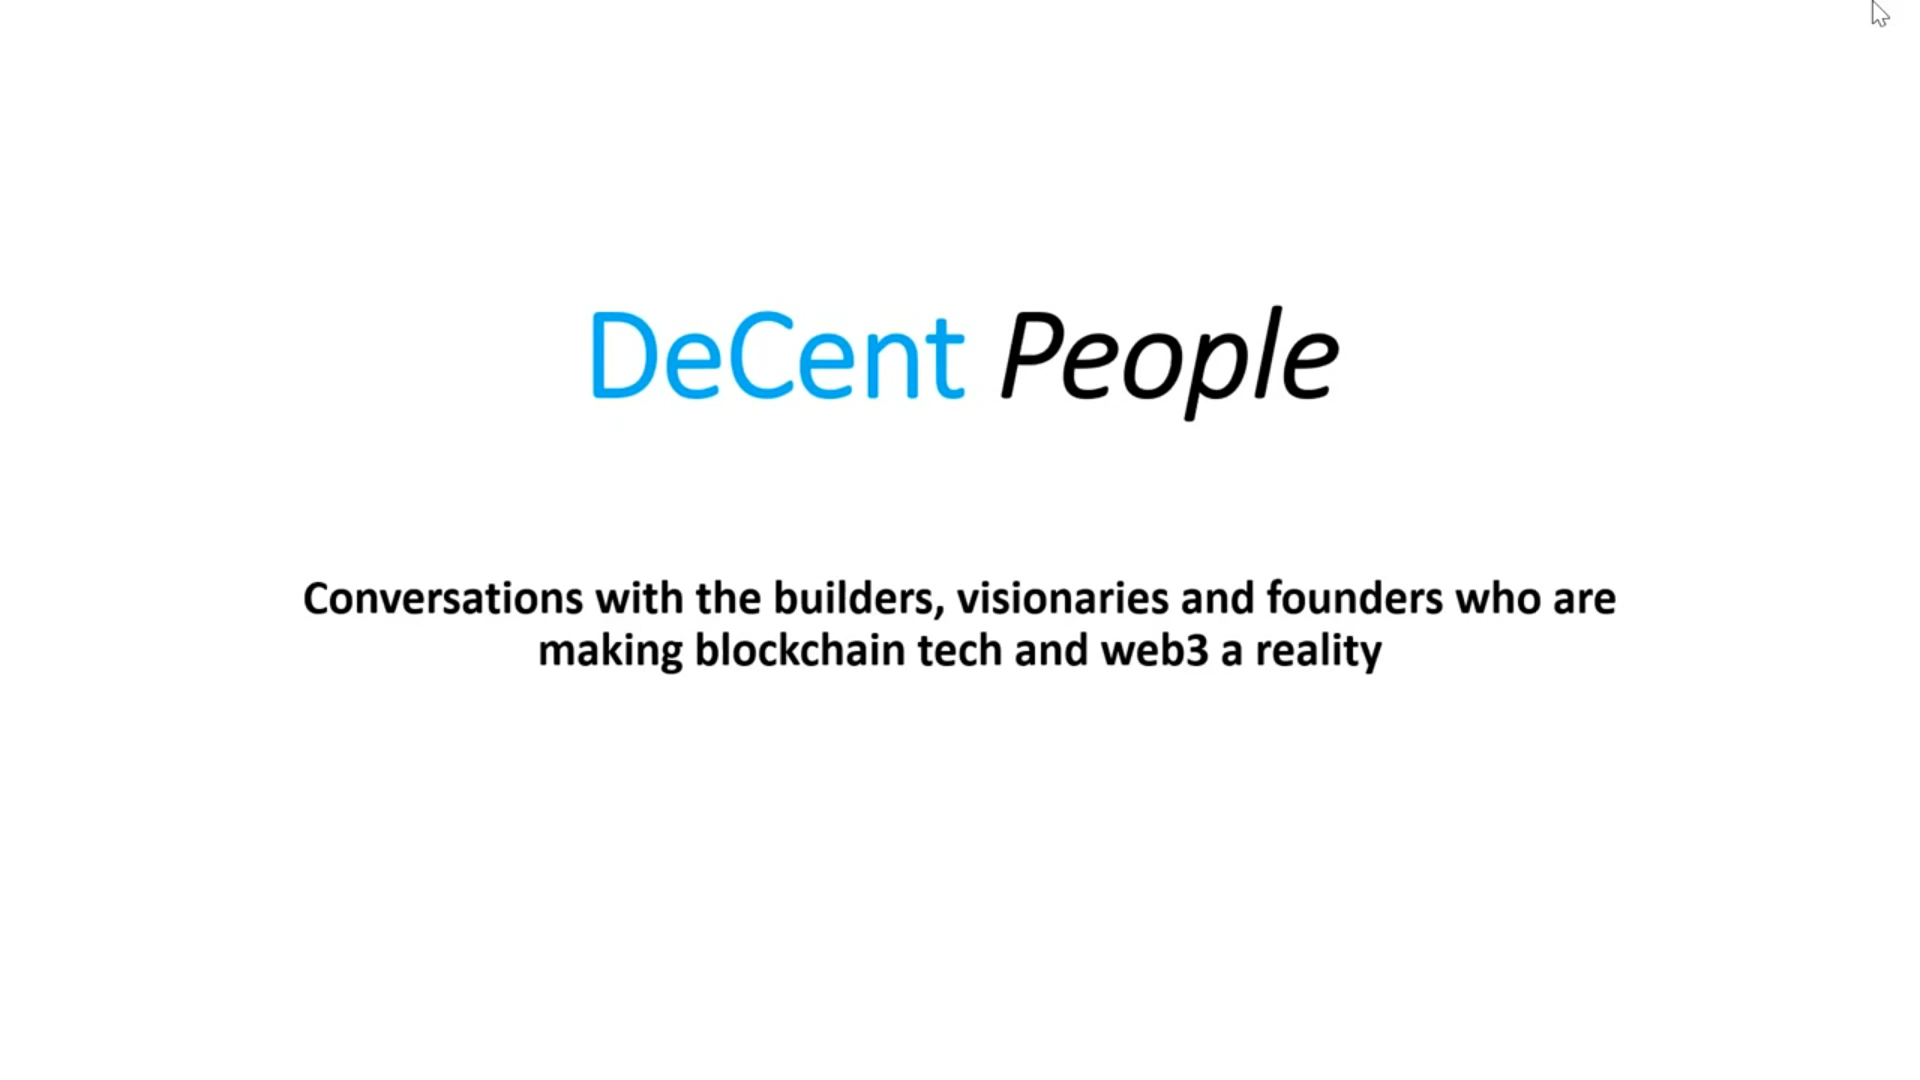 DeCent People
Conversations with the builders, visionaries and founders who are
making blockchain tech and web3 a reality